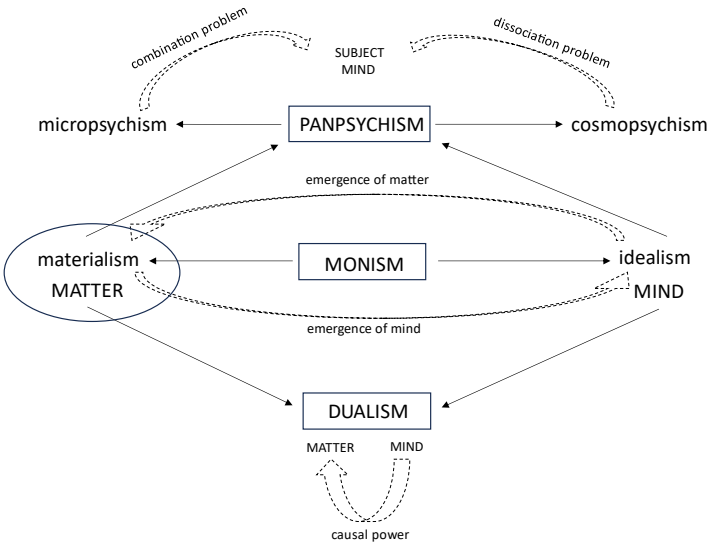 combination problem
SUBJECT
MIND
dissociation problem
micropsychism
PANPSYCHISM
cosmopsychism
emergence of matter
materialism
MATTER
MONISM
idealism
MIND
emergence of mind
DUALISM
MATTER
MIND
causal power